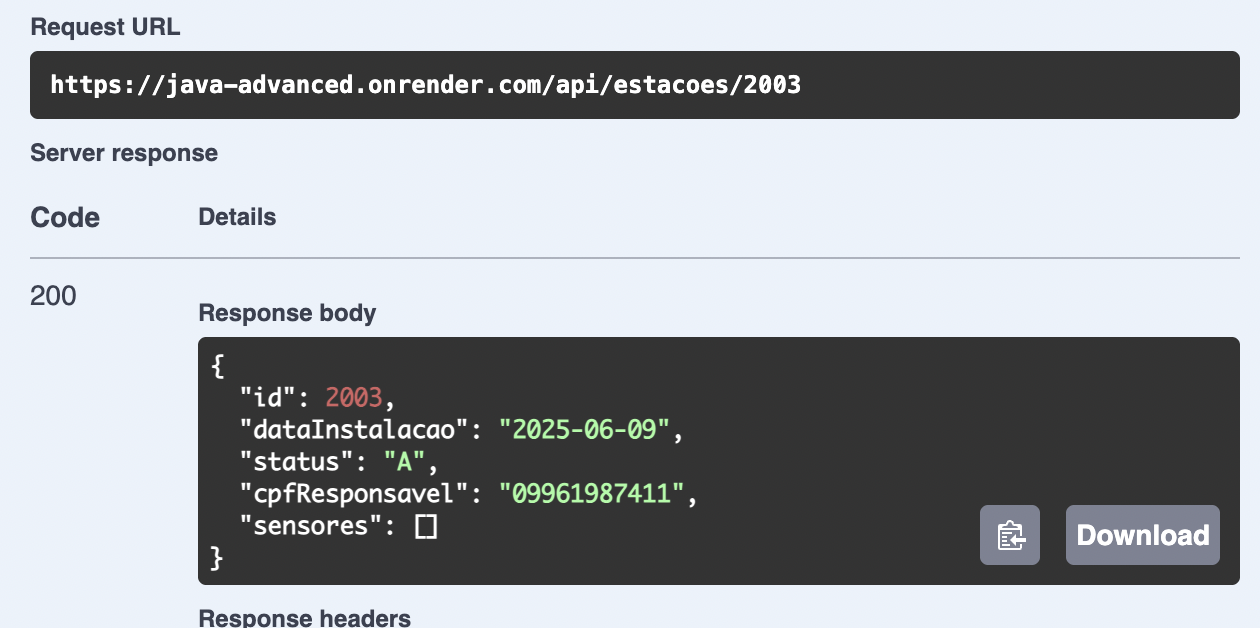 Request URL
https://java-advanced.onrender.com/api/estacoes/2003
Server response
Code Details
200
Response body
{
"id": 2003,
"dataInstalacao": "2025-06-09",
"status": "A",
"cpfResponsavel": "09961987411",
"sensores": []
}
Download
Response headers